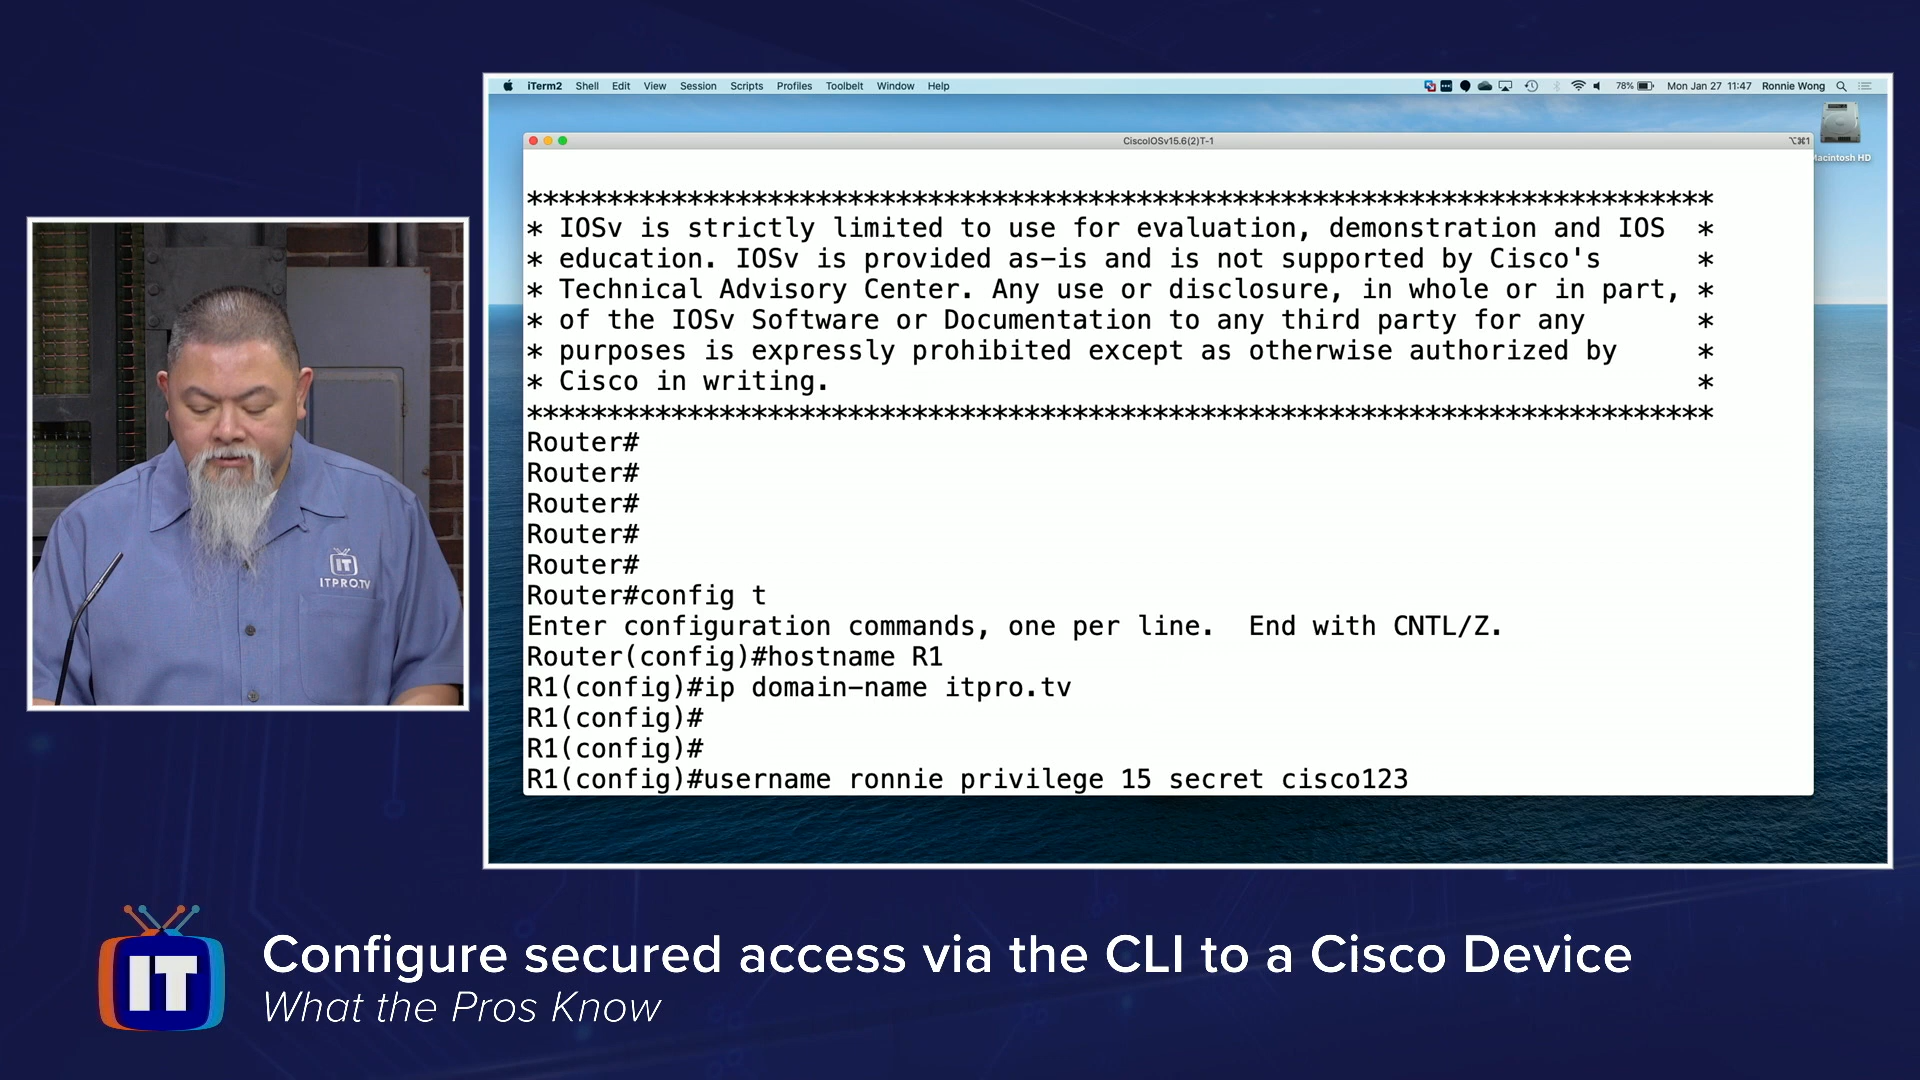 iTerm2 Shell Edit View Session Scripts Profiles Toolbelt Window Help 78% Mon Jan 27 11:47 Ronnie Wong
CiscoIOSv15.6(2)T-1 ⌥⌘1
Macintosh HD
**************************************************************************
* IOSv is strictly limited to use for evaluation, demonstration and IOS  *
* education. IOSv is provided as-is and is not supported by Cisco's      *
* Technical Advisory Center. Any use or disclosure, in whole or in part, *
* of the IOSv Software or Documentation to any third party for any       *
* purposes is expressly prohibited except as otherwise authorized by     *
* Cisco in writing.                                                      *
**************************************************************************
Router#
Router#
Router#
Router#
Router#
Router#config t
Enter configuration commands, one per line.  End with CNTL/Z.
Router(config)#hostname R1
R1(config)#ip domain-name itpro.tv
R1(config)#
R1(config)#
R1(config)#username ronnie privilege 15 secret cisco123
IT
ITPRO.TV
IT
Configure secured access via the CLI to a Cisco Device
What the Pros Know